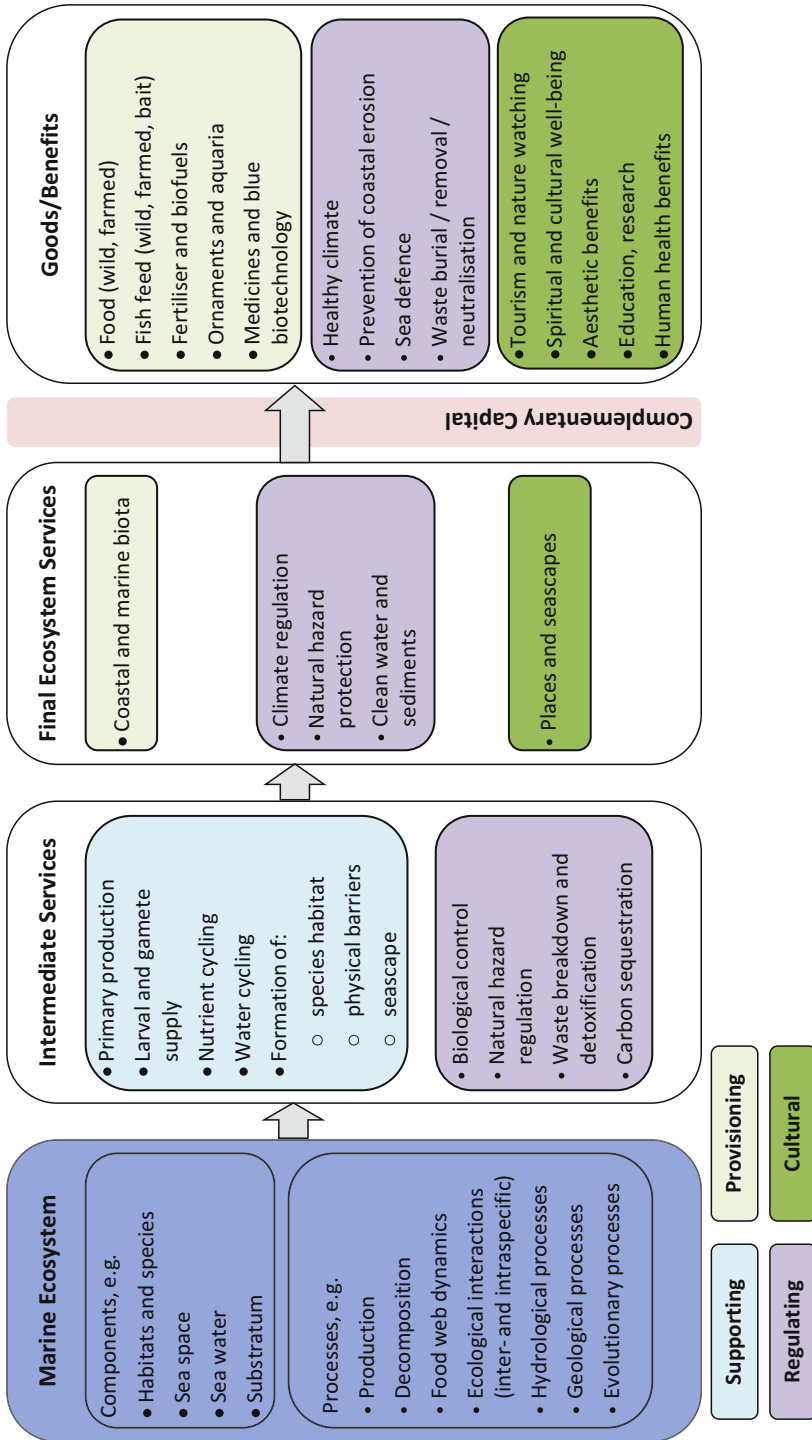 Marine Ecosystem
Components, e.g.
• Habitats and species
• Sea space
• Sea water
• Substratum
Processes, e.g.
• Production
• Decomposition
• Food web dynamics
• Ecological interactions
(inter- and intraspecific)
• Hydrological processes
• Geological processes
• Evolutionary processes
Intermediate Services
• Primary production
• Larval and gamete
supply
• Nutrient cycling
• Water cycling
• Formation of:
○ species habitat
○ physical barriers
○ seascape
• Biological control
• Natural hazard
regulation
• Waste breakdown and
detoxification
• Carbon sequestration
Final Ecosystem Services
• Coastal and marine biota
• Climate regulation
• Natural hazard
protection
• Clean water and
sediments
• Places and seascapes
Complementary Capital
Goods/Benefits
• Food (wild, farmed)
• Fish feed (wild, farmed, bait)
• Fertiliser and biofuels
• Ornaments and aquaria
• Medicines and blue
biotechnology
• Healthy climate
• Prevention of coastal erosion
• Sea defence
• Waste burial / removal /
neutralisation
• Tourism and nature watching
• Spiritual and cultural well-being
• Aesthetic benefits
• Education, research
• Human health benefits
Supporting
Provisioning
Regulating
Cultural